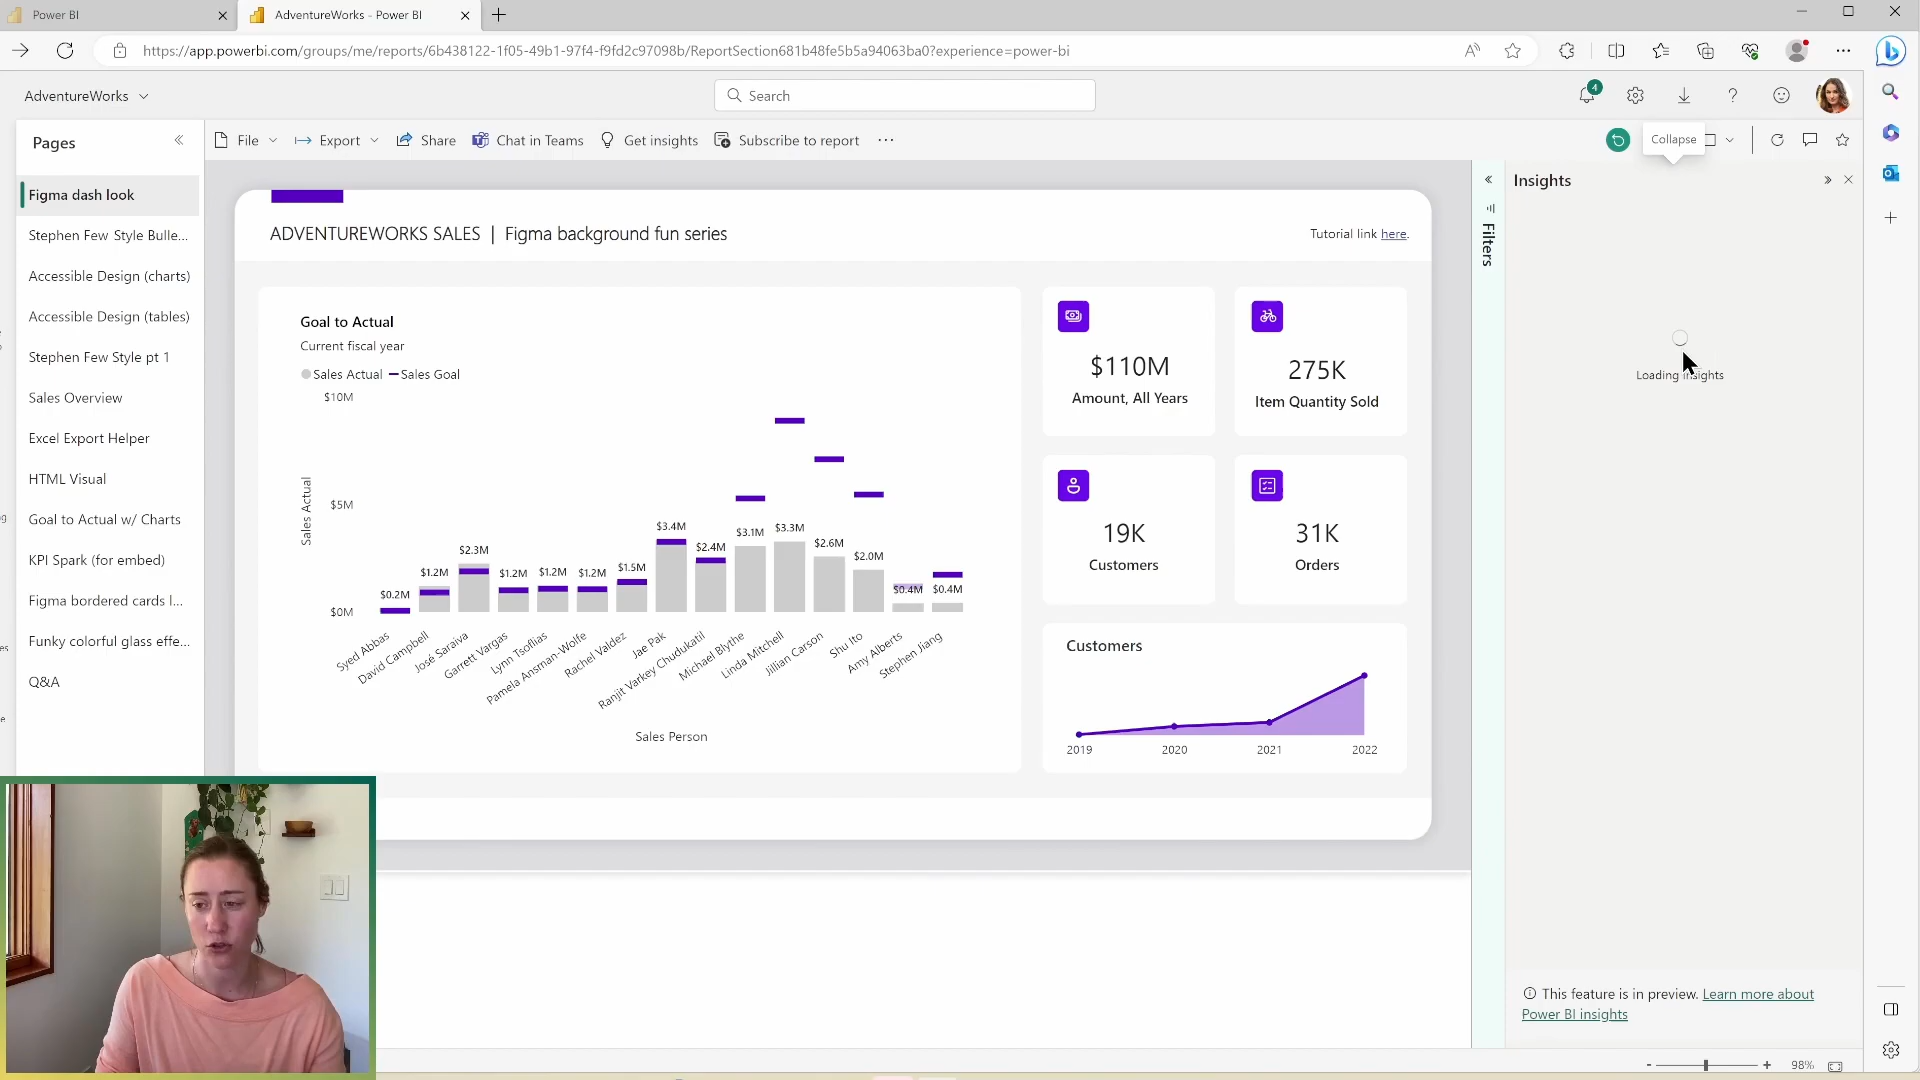 Power BI
AdventureWorks - Power BI
https://app.powerbi.com/groups/me/reports/6b438122-1f05-49b1-97f4-f9fd2c97098b/ReportSection681b48fe5b5a94063ba0?experience=power-bi
AdventureWorks
Search
4
Pages
File
Export
Share
Chat in Teams
Get insights
Subscribe to report
Collapse
Figma dash look
Stephen Few Style Bulle...
Accessible Design (charts)
Accessible Design (tables)
Stephen Few Style pt 1
Sales Overview
Excel Export Helper
HTML Visual
Goal to Actual w/ Charts
KPI Spark (for embed)
Figma bordered cards l...
Funky colorful glass effe...
Q&A
ADVENTUREWORKS SALES | Figma background fun series
Tutorial link here.
Goal to Actual
Current fiscal year
Sales Actual
Sales Goal
$10M
$5M
$0M
Sales Actual
$0.2M
$1.2M
$2.3M
$1.2M
$1.2M
$1.2M
$1.5M
$3.4M
$2.4M
$3.1M
$3.3M
$2.6M
$2.0M
$0.4M
$0.4M
Syed Abbas
David Campbell
José Saraiva
Garrett Vargas
Lynn Tsoflias
Pamela Ansman-Wolfe
Rachel Valdez
Jae Pak
Ranjit Varkey Chudukatil
Michael Blythe
Linda Mitchell
Jillian Carson
Shu Ito
Amy Alberts
Stephen Jiang
Sales Person
$110M
Amount, All Years
275K
Item Quantity Sold
19K
Customers
31K
Orders
Customers
2019
2020
2021
2022
Filters
Insights
Loading insights
This feature is in preview. Learn more about
Power BI insights
98%